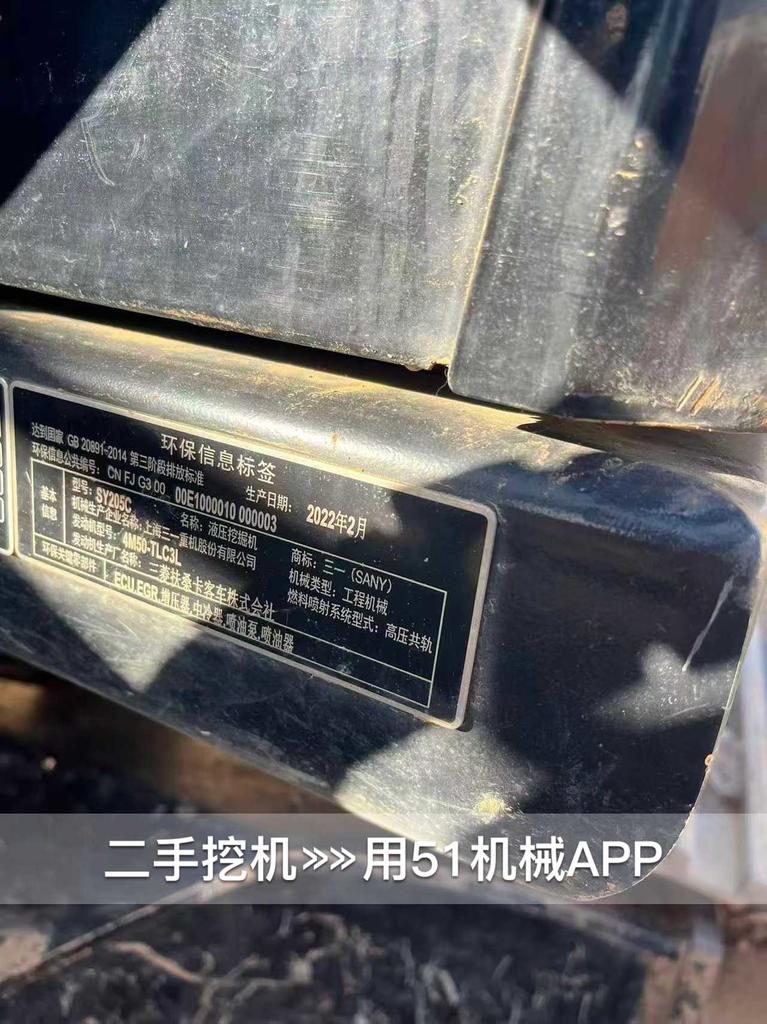 环保信息标签
达到国家 GB 20891-2014 第三阶段排放标准
环保信息公共编号: CN FJ G3 00 00E1000010 000003
生产日期: 2022年2月
基本信息
型号: SY205C 名称: 液压挖掘机 商标: 三一 (SANY)
机械生产企业名称: 上海三一重机股份有限公司 机械类型: 工程机械
发动机型号: 4M50-TLC3L 燃料喷射系统型式: 高压共轨
发动机生产厂名称: 三菱扶桑卡客车株式会社
环保关键零部件 ECU,EGR,增压器,中冷器,喷油泵,喷油器
二手挖机>>>>用51机械APP